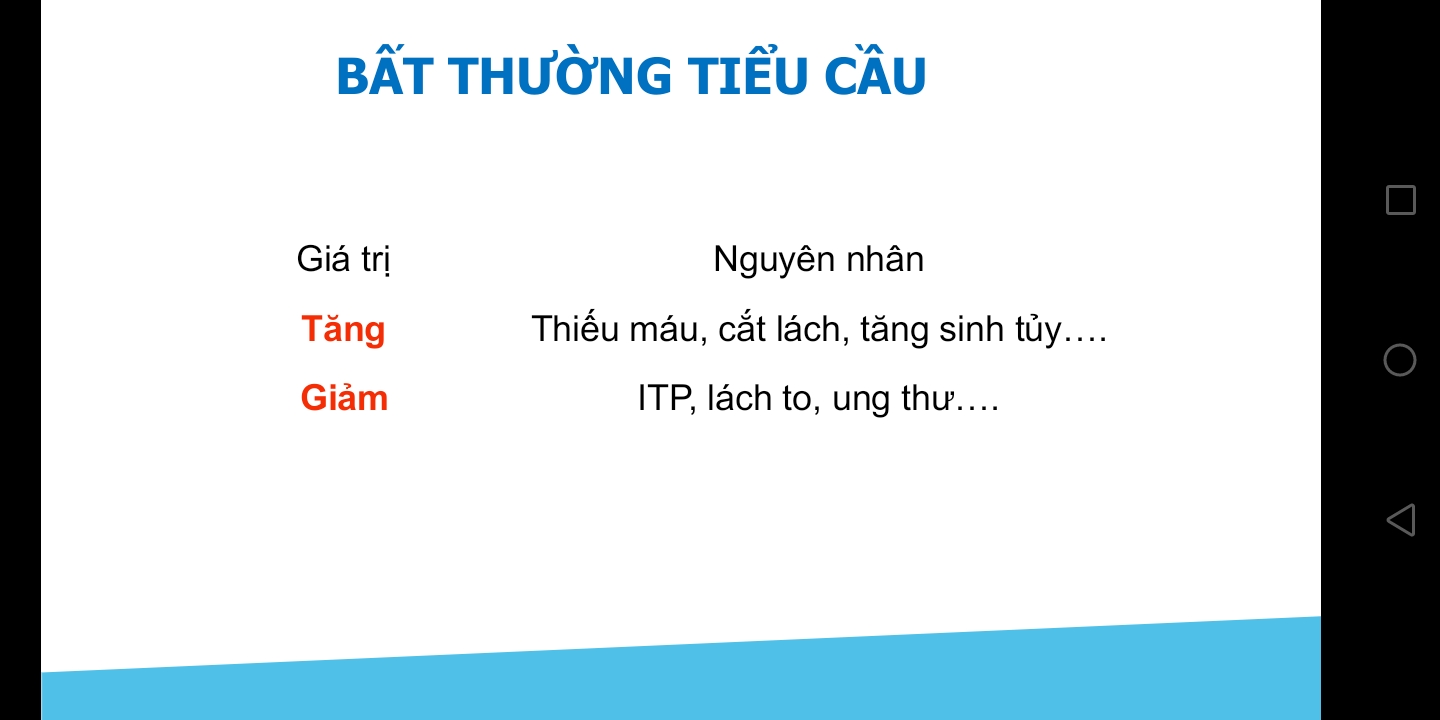 BẤT THƯỜNG TIỂU CẦU
Giá trị Nguyên nhân
Tăng Thiếu máu, cắt lách, tăng sinh tủy….
Giảm ITP, lách to, ung thư….